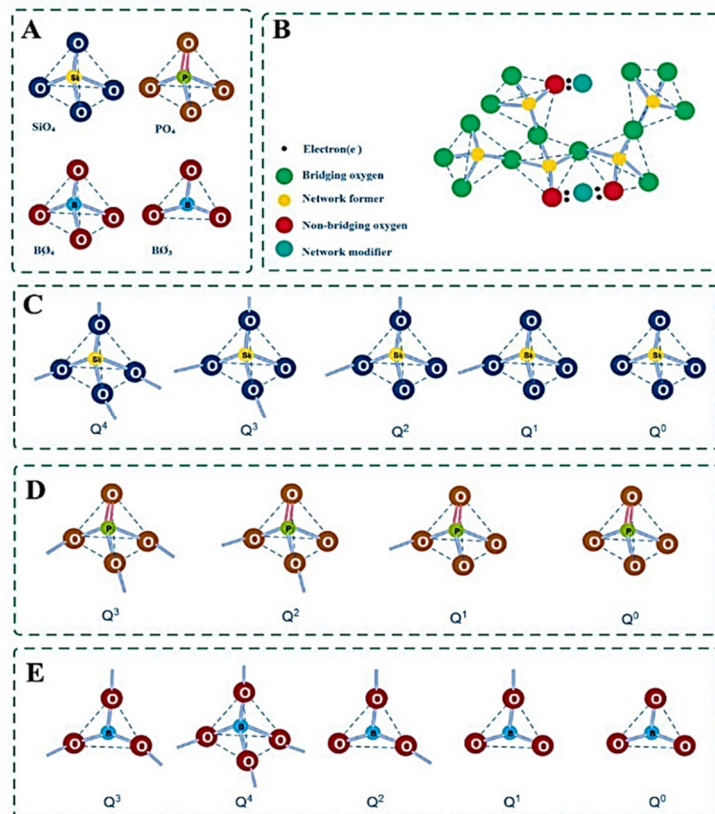 A
O
O Si O O
SiO₄
O
O P O O
PO₄
O
O B O O
BØ₄
O
O B O
BØ₃
B
Electron(e⁻)
Bridging oxygen
Network former
Non-bridging oxygen
Network modifier
C
O O O O O
Si Si Si Si Si
O O O O O O O O O O
O O O O O
Q⁴ Q³ Q² Q¹ Q⁰
D
O O O O
P P P P
O O O O O O O O
O O O O
Q³ Q² Q¹ Q⁰
E
O O O O O
B B B B B
O O O O O O O O O O
O
Q³ Q⁴ Q² Q¹ Q⁰